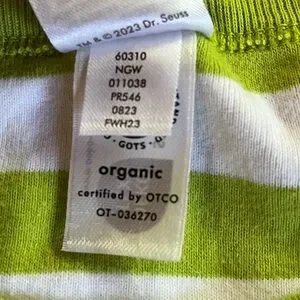 TM & © 2023 Dr. Seuss
60310
NGW
011038
PR546
0823
FWH23
GOTS
organic
certified by OTCO
OT-036270